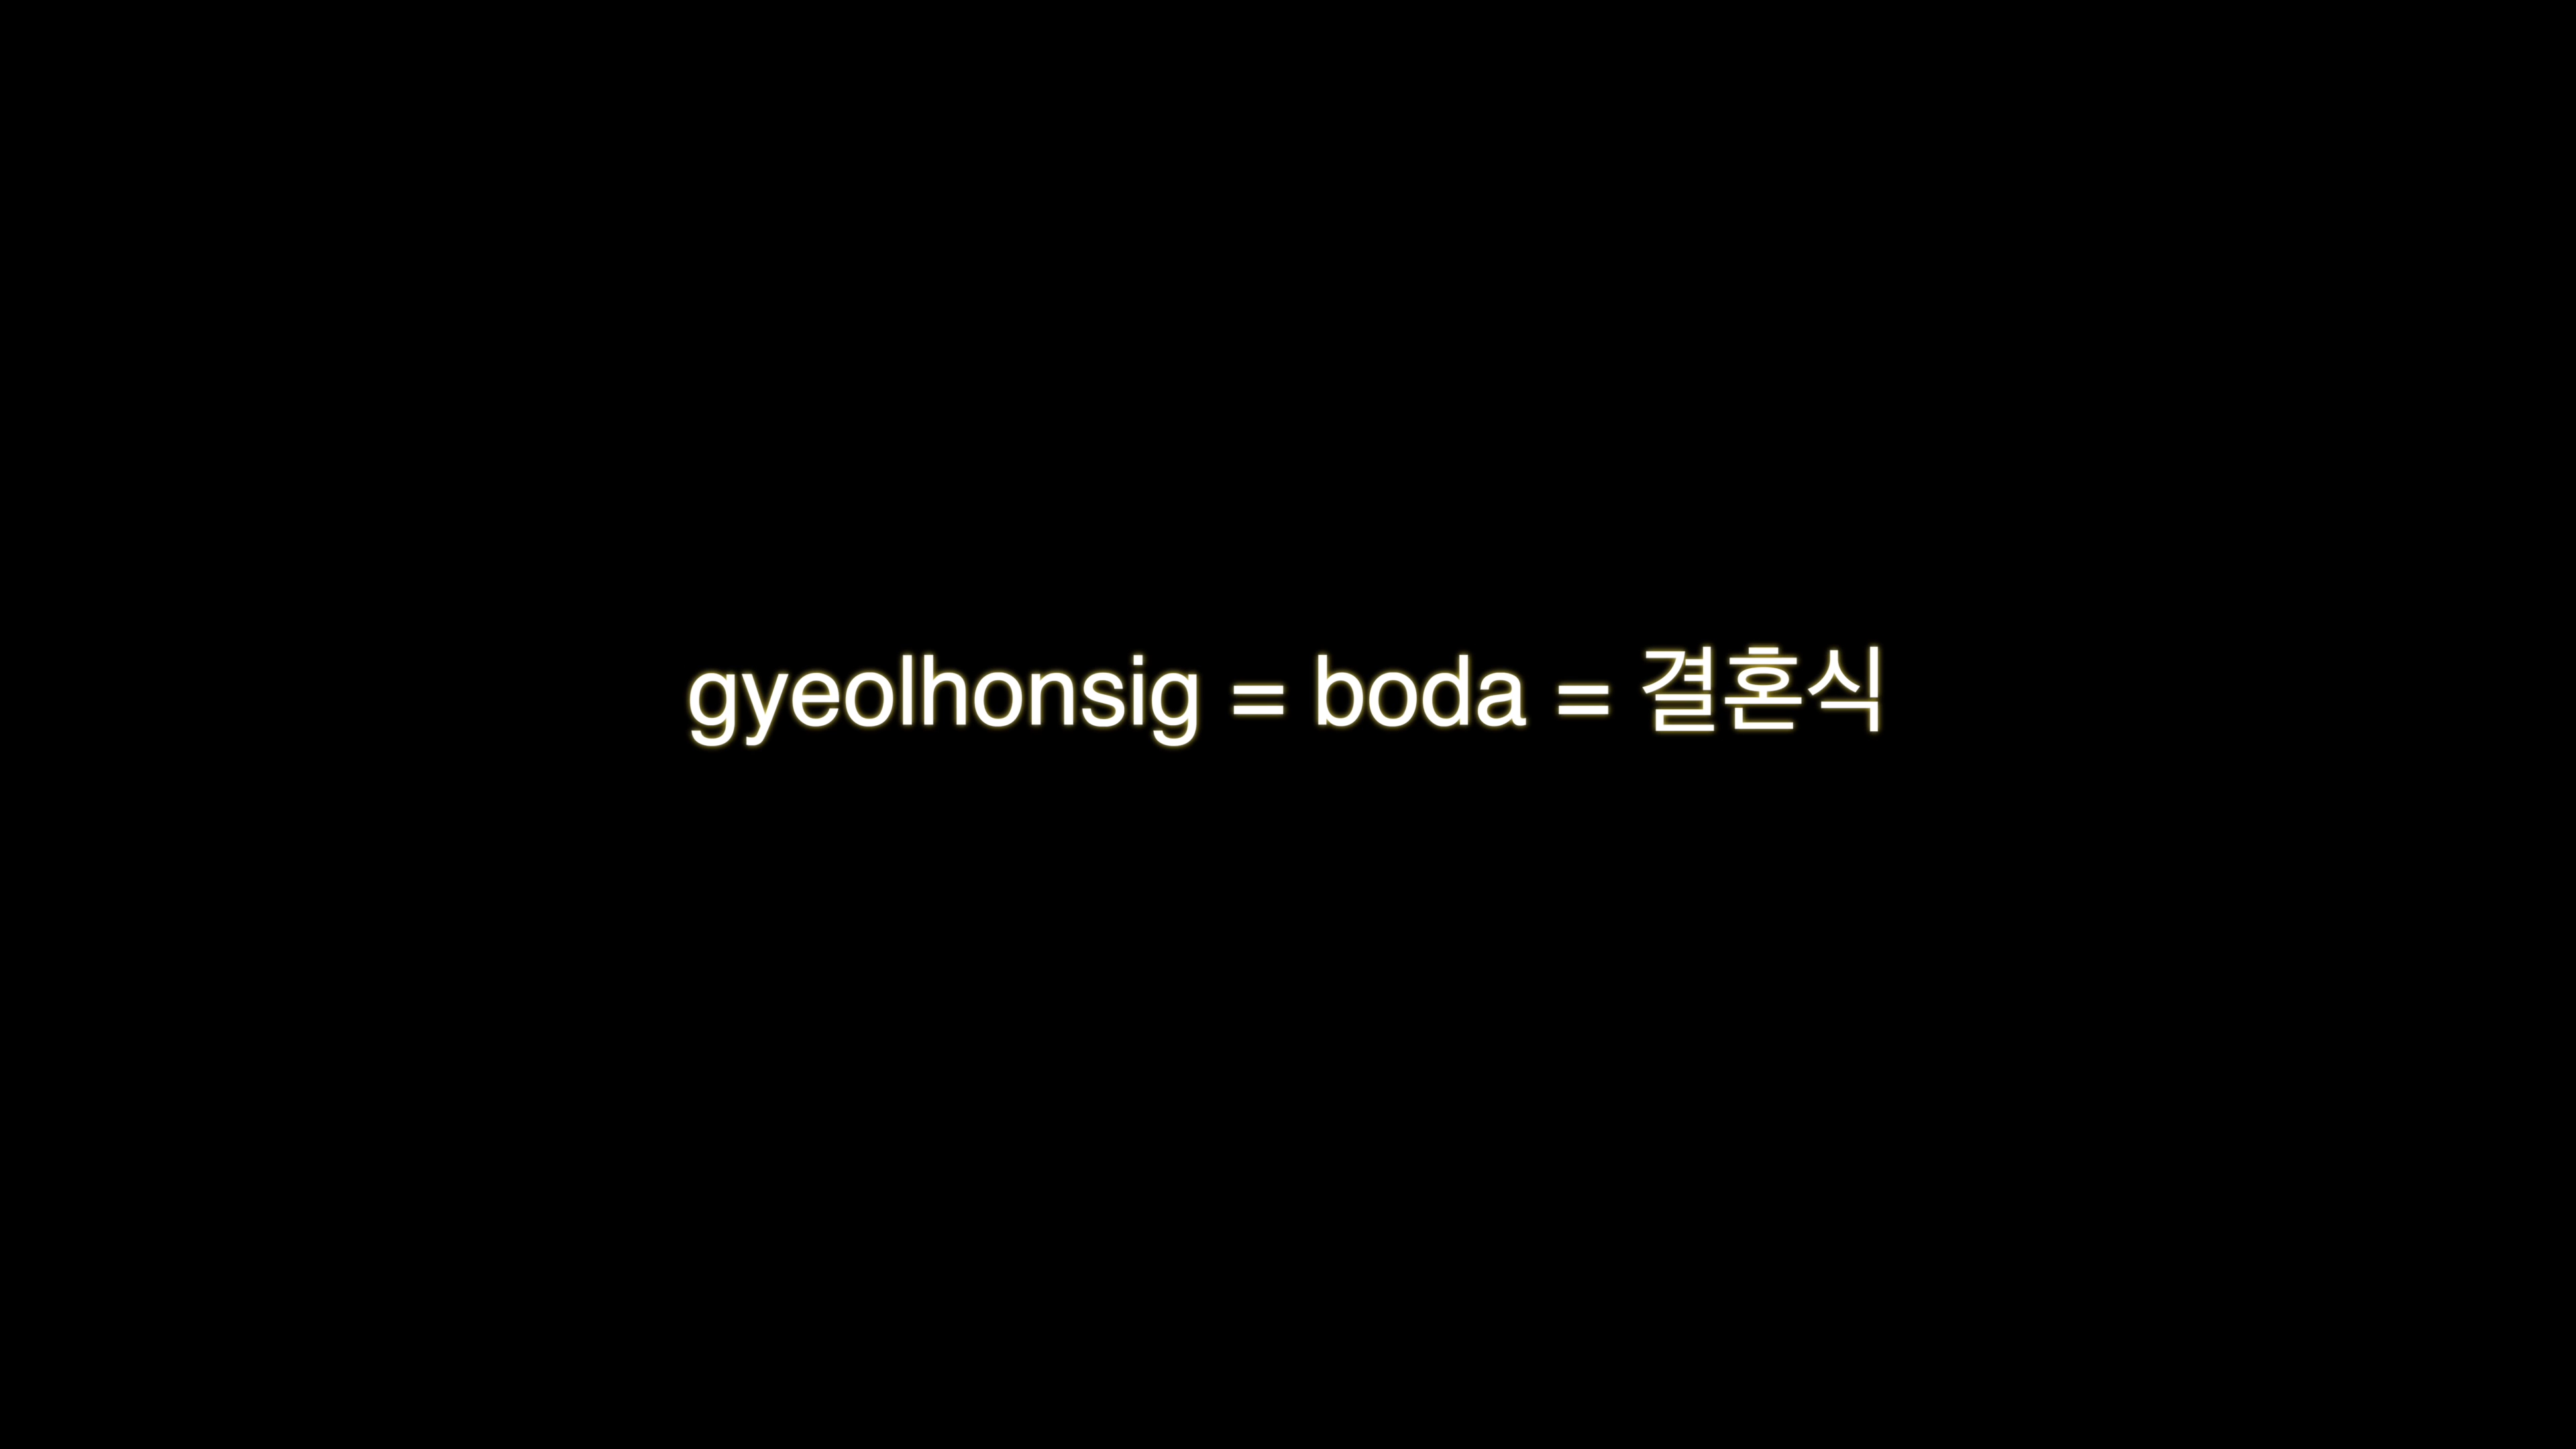 gyeolhonsig = boda = 결혼식